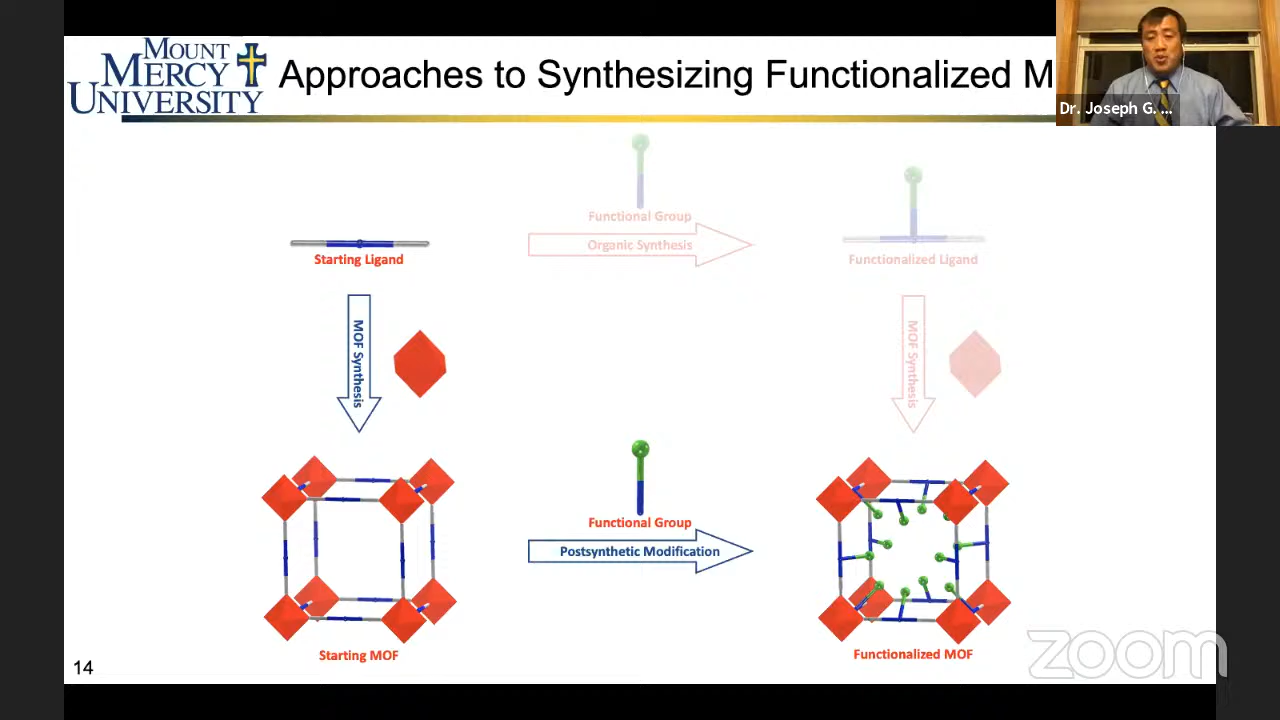 MOUNT
MERCY
UNIVERSITY
Approaches to Synthesizing Functionalized M
Dr. Joseph G. ...
Functional Group
Organic Synthesis
Starting Ligand
Functionalized Ligand
MOF Synthesis
MOF Synthesis
Functional Group
Postsynthetic Modification
Starting MOF
Functionalized MOF
14
zoom